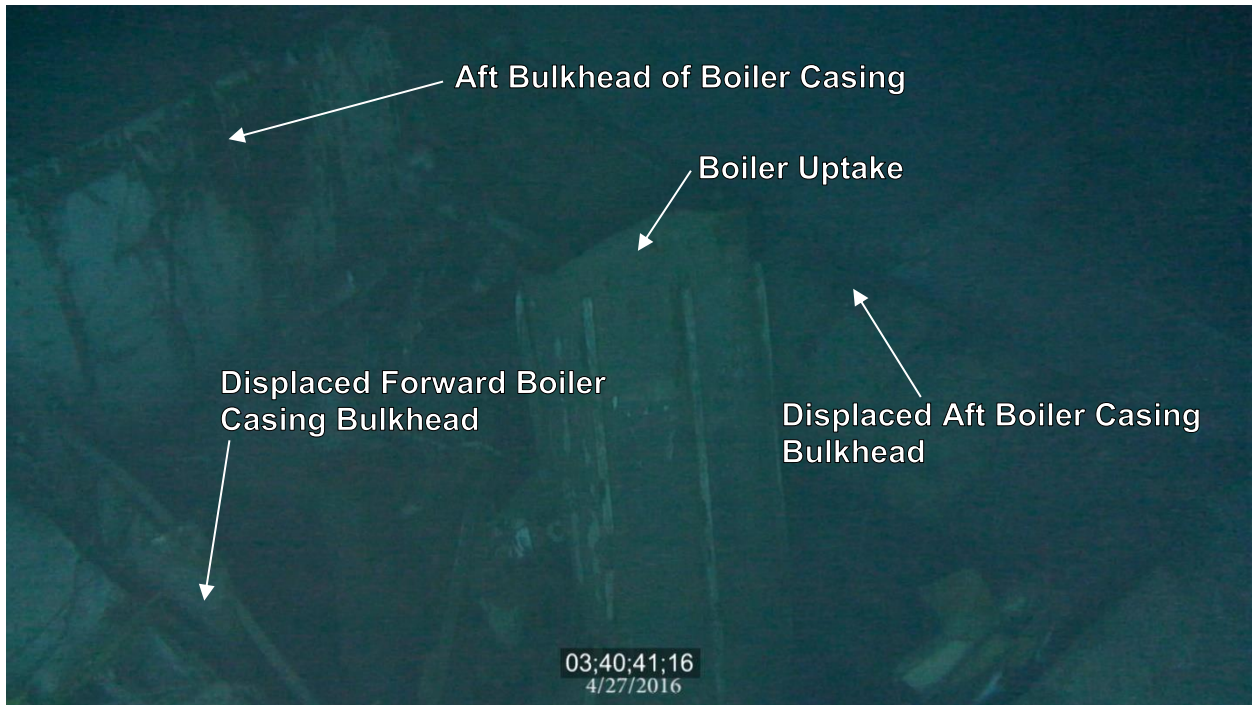 Aft Bulkhead of Boiler Casing
Boiler Uptake
Displaced Forward Boiler
Casing Bulkhead
Displaced Aft Boiler Casing
Bulkhead
03;40;41;16
4/27/2016